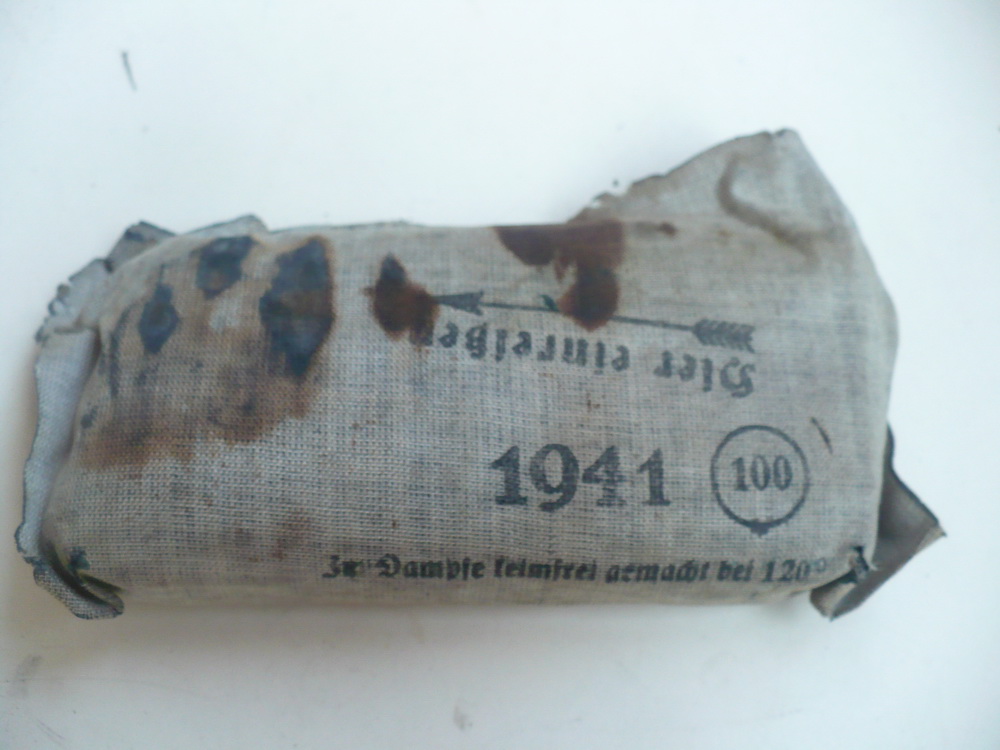 Hier einreißen
1941 100
Im Dampfe keimfrei gemacht bei 120°